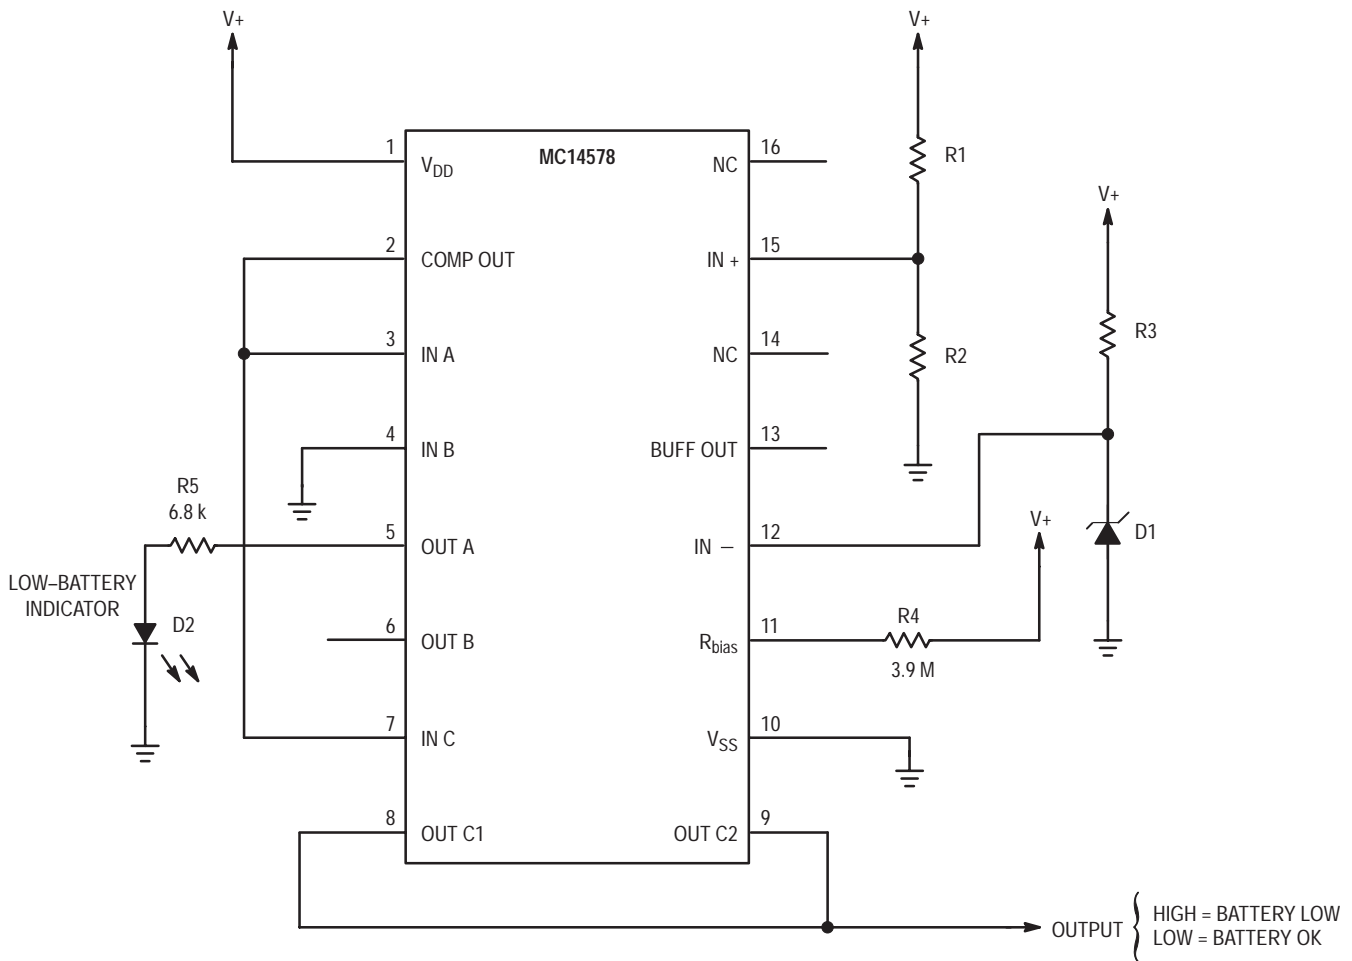 V+
V+
MC14578
1
VDD
16
NC
R1
V+
2
COMP OUT
15
IN +
3
IN A
14
NC
R2
R3
4
IN B
13
BUFF OUT
R5
6.8 k
5
OUT A
12
IN –
V+
D1
LOW–BATTERY
INDICATOR
D2
6
OUT B
11
Rbias
R4
3.9 M
7
IN C
10
VSS
8
OUT C1
9
OUT C2
OUTPUT
HIGH = BATTERY LOW
LOW = BATTERY OK